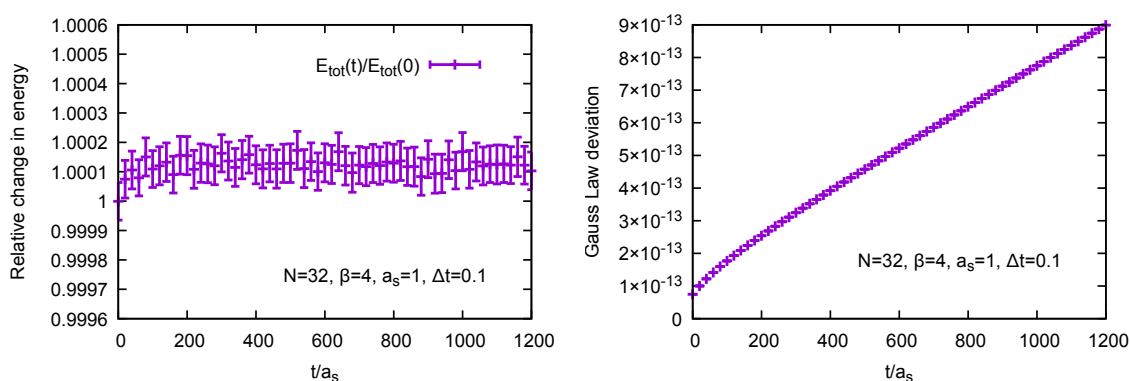 Relative change in energy
1.0006
1.0005
1.0004
1.0003
1.0002
1.0001
1
0.9999
0.9998
0.9997
0.9996
E_tot(t)/E_tot(0)
N=32, β=4, a_s=1, Δt=0.1
0 200 400 600 800 1000 1200
t/a_s
Gauss Law deviation
9×10^-13
8×10^-13
7×10^-13
6×10^-13
5×10^-13
4×10^-13
3×10^-13
2×10^-13
1×10^-13
0
N=32, β=4, a_s=1, Δt=0.1
0 200 400 600 800 1000 1200
t/a_s